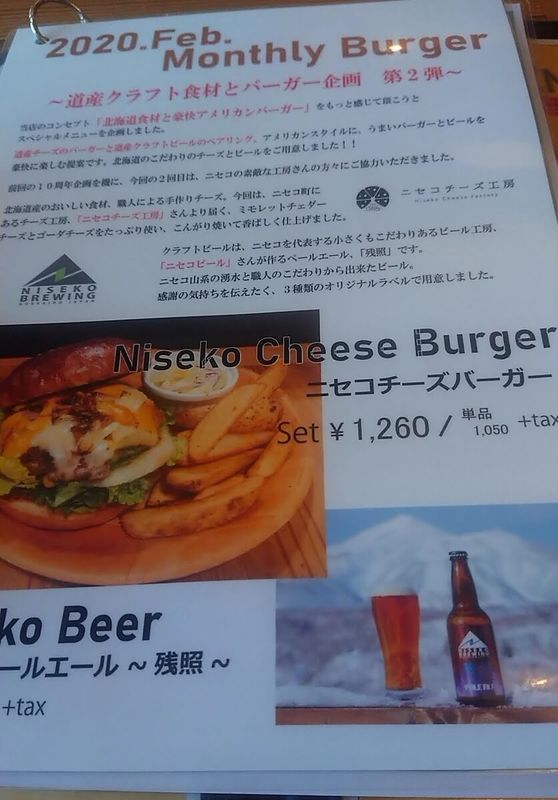 2020.Feb.
Monthly Burger
～道産クラフト食材とバーガー企画 第２弾～
当店のコンセプト「北海道食材と豪快アメリカンバーガー」をもっと感じて頂こうと
スペシャルメニューを企画しました。
道産チーズのバーガーと道産クラフトビールのペアリング。アメリカンスタイルに、うまいバーガーとビールを
豪快に楽しむ提案です。北海道のこだわりのチーズとビールをご用意しました！！
前回の１０周年企画を機に、今回の２回目は、ニセコの素敵な工房さんの方々にご協力いただきました。
北海道産のおいしい食材、職人による手作りチーズ。今回は、ニセコ町に
あるチーズ工房、「ニセコチーズ工房」さんより届く、ミモレットチェダー
チーズとゴーダチーズをたっぷり使い、こんがり焼いて香ばしく仕上げました。
ニセコチーズ工房
Niseko Cheese Factory
クラフトビールは、ニセコを代表する小さくもこだわりあるビール工房、
「ニセコビール」さんが作るペールエール、「残照」です。
ニセコ山系の湧水と職人のこだわりから出来たビール。
感謝の気持ちを伝えたく、３種類のオリジナルラベルで用意しました。
NISEKO
BREWING
HOKKAIDO JAPAN
Niseko Cheese Burger
ニセコチーズバーガー
Set ¥ 1,260 / 単品 1,050 +tax
ko Beer
ールエール ～ 残照 ～
+tax
NISEKO
BREWING
PALE ALE